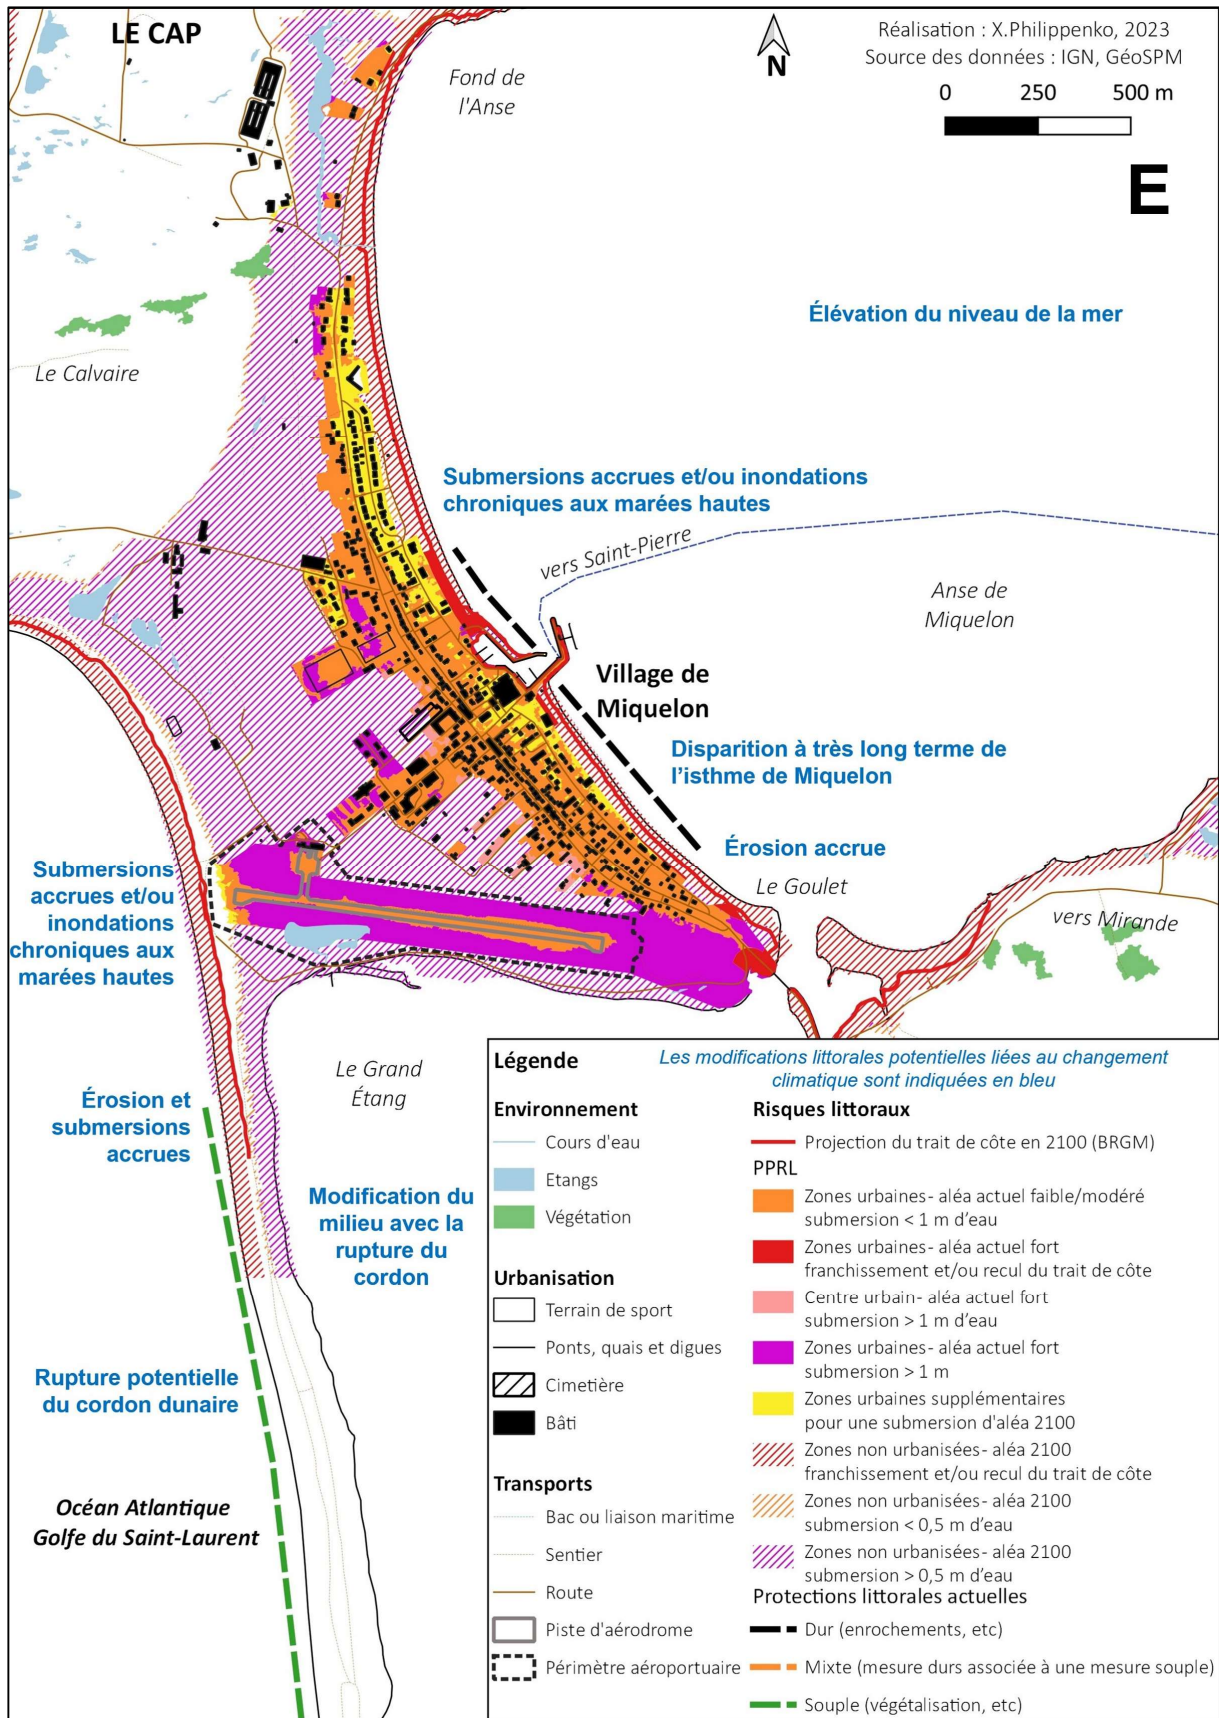 LE CAP
Fond de
l'Anse
N
Réalisation : X.Philippenko, 2023
Source des données : IGN, GéoSPM
0 250 500 m
E
Élévation du niveau de la mer
Le Calvaire
Submersions accrues et/ou inondations
chroniques aux marées hautes
vers Saint-Pierre
Anse de
Miquelon
Village de
Miquelon
Disparition à très long terme de
l'isthme de Miquelon
Érosion accrue
Le Goulet
vers Mirande
Submersions
accrues et/ou
inondations
chroniques aux
marées hautes
Le Grand
Étang
Érosion et
submersions
accrues
Modification du
milieu avec la
rupture du
cordon
Rupture potentielle
du cordon dunaire
Océan Atlantique
Golfe du Saint-Laurent
Légende
Les modifications littorales potentielles liées au changement
climatique sont indiquées en bleu
Environnement
Cours d'eau
Etangs
Végétation
Urbanisation
Terrain de sport
Ponts, quais et digues
Cimetière
Bâti
Transports
Bac ou liaison maritime
Sentier
Route
Piste d'aérodrome
Périmètre aéroportuaire
Risques littoraux
Projection du trait de côte en 2100 (BRGM)
PPRL
Zones urbaines- aléa actuel faible/modéré
submersion < 1 m d'eau
Zones urbaines- aléa actuel fort
franchissement et/ou recul du trait de côte
Centre urbain- aléa actuel fort
submersion > 1 m d'eau
Zones urbaines- aléa actuel fort
submersion > 1 m
Zones urbaines supplémentaires
pour une submersion d'aléa 2100
Zones non urbanisées- aléa 2100
franchissement et/ou recul du trait de côte
Zones non urbanisées- aléa 2100
submersion < 0,5 m d'eau
Zones non urbanisées- aléa 2100
submersion > 0,5 m d'eau
Protections littorales actuelles
Dur (enrochements, etc)
Mixte (mesure durs associée à une mesure souple)
Souple (végétalisation, etc)